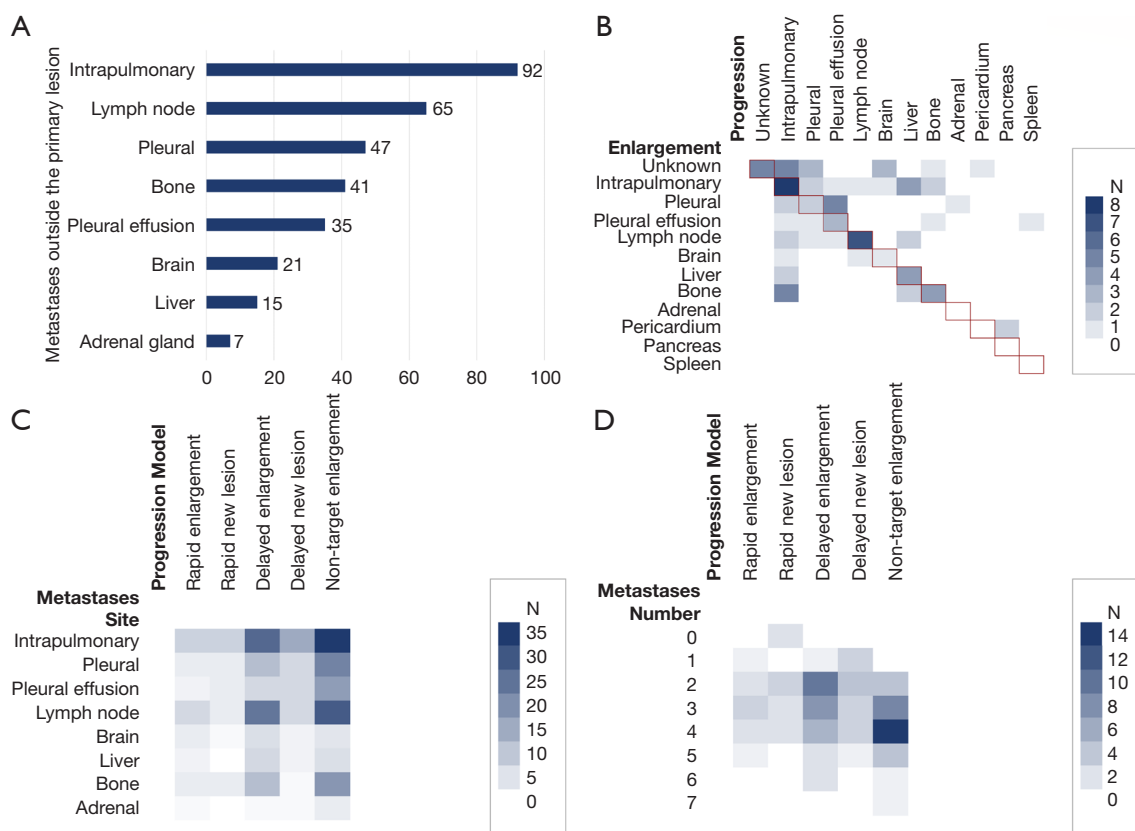 A
Metastases outside the primary lesion
Intrapulmonary 92
Lymph node 65
Pleural 47
Bone 41
Pleural effusion 35
Brain 21
Liver 15
Adrenal gland 7
0 20 40 60 80 100
B
Progression
Unknown
Intrapulmonary
Pleural
Pleural effusion
Lymph node
Brain
Liver
Bone
Adrenal
Pericardium
Pancreas
Spleen
Enlargement
Unknown
Intrapulmonary
Pleural
Pleural effusion
Lymph node
Brain
Liver
Bone
Adrenal
Pericardium
Pancreas
Spleen
N
8
7
6
5
4
3
2
1
0
C
Progression Model
Rapid enlargement
Rapid new lesion
Delayed enlargement
Delayed new lesion
Non-target enlargement
Metastases
Site
Intrapulmonary
Pleural
Pleural effusion
Lymph node
Brain
Liver
Bone
Adrenal
N
35
30
25
20
15
10
5
0
D
Progression Model
Rapid enlargement
Rapid new lesion
Delayed enlargement
Delayed new lesion
Non-target enlargement
Metastases
Number
0
1
2
3
4
5
6
7
N
14
12
10
8
6
4
2
0